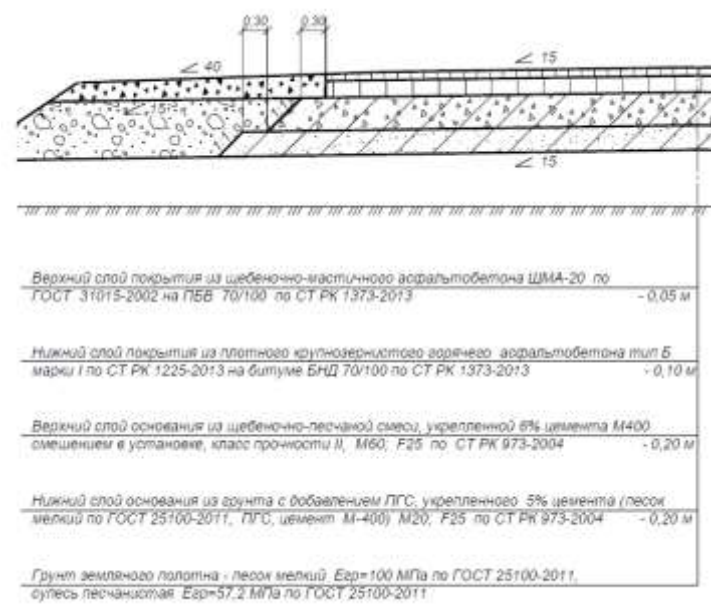 0.30 0.30
40 15
15
15
Верхний слой покрытия из щебеночно-мастичного асфальтобетона ШМА-20 по
ГОСТ 31015-2002 на ПБВ 70/100 по СТ РК 1373-2013 - 0,05 м
Нижний слой покрытия из плотного крупнозернистого горячего асфальтобетона тип Б
марки I по СТ РК 1225-2013 на битуме БНД 70/100 по СТ РК 1373-2013 - 0,10 м
Верхний слой основания из щебеночно-песчаной смеси, укрепленной 6% цемента М400
смешением в установке, класс прочности II, М60, F25 по СТ РК 973-2004 - 0,20 м
Нижний слой основания из грунта с добавлением ПГС, укрепленного 5% цемента (песок
мелкий по ГОСТ 25100-2011, ПГС, цемент М-400) М20, F25 по СТ РК 973-2004 - 0,20 м
Грунт земляного полотна - песок мелкий Егр=100 МПа по ГОСТ 25100-2011,
супесь песчанистая Егр=57,2 МПа по ГОСТ 25100-2011